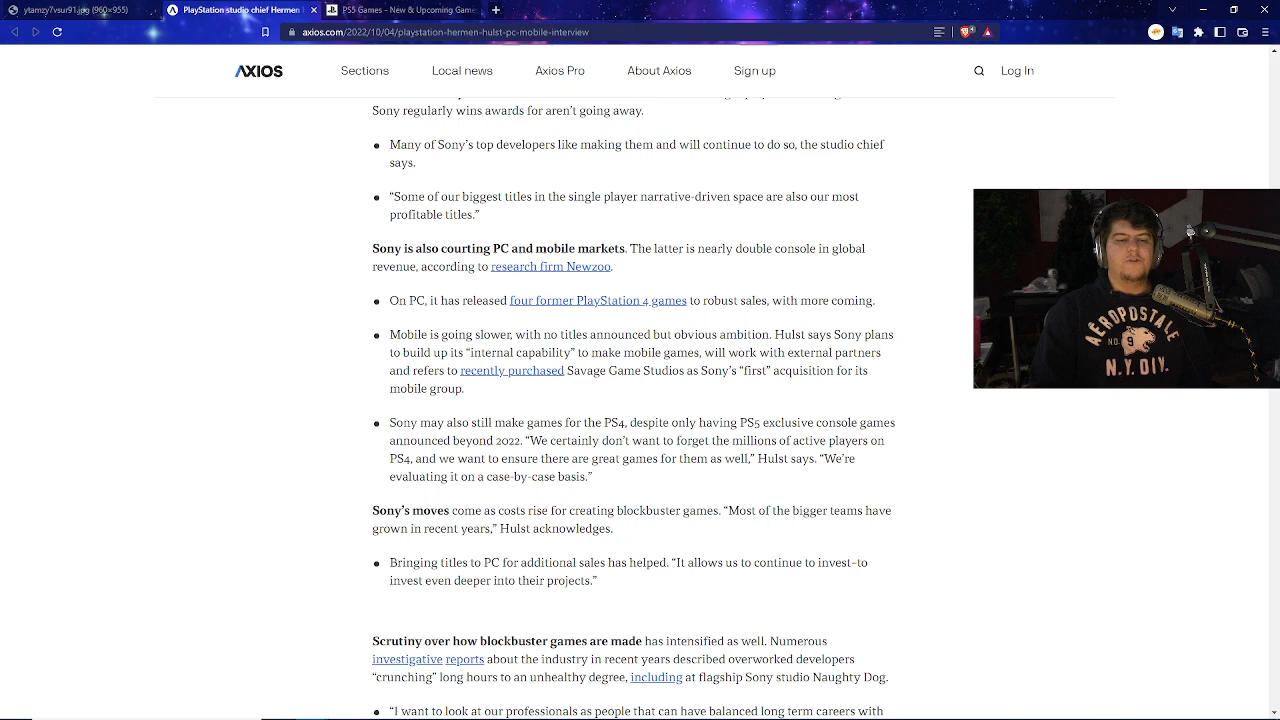 ytamzy7vsur91.jpg (960×955)
PlayStation studio chief Hermen
PS5 Games – New & Upcoming Game
axios.com/2022/10/04/playstation-hermen-hulst-pc-mobile-interview
AXIOS
Sections
Local news
Axios Pro
About Axios
Sign up
Log In
Sony regularly wins awards for aren't going away.
Many of Sony's top developers like making them and will continue to do so, the studio chief
says.
"Some of our biggest titles in the single player narrative-driven space are also our most
profitable titles."
Sony is also courting PC and mobile markets. The latter is nearly double console in global
revenue, according to research firm Newzoo.
On PC, it has released four former PlayStation 4 games to robust sales, with more coming.
Mobile is going slower, with no titles announced but obvious ambition. Hulst says Sony plans
to build up its "internal capability" to make mobile games, will work with external partners
and refers to recently purchased Savage Game Studios as Sony's "first" acquisition for its
mobile group.
Sony may also still make games for the PS4, despite only having PS5 exclusive console games
announced beyond 2022. "We certainly don't want to forget the millions of active players on
PS4, and we want to ensure there are great games for them as well," Hulst says. "We're
evaluating it on a case-by-case basis."
Sony's moves come as costs rise for creating blockbuster games. "Most of the bigger teams have
grown in recent years," Hulst acknowledges.
Bringing titles to PC for additional sales has helped. "It allows us to continue to invest–to
invest even deeper into their projects."
Scrutiny over how blockbuster games are made has intensified as well. Numerous
investigative reports about the industry in recent years described overworked developers
"crunching" long hours to an unhealthy degree, including at flagship Sony studio Naughty Dog.
"I want to look at our professionals as people that can have balanced long term careers with
AÉROPOSTALE
NO. 9
N.Y. DIV.